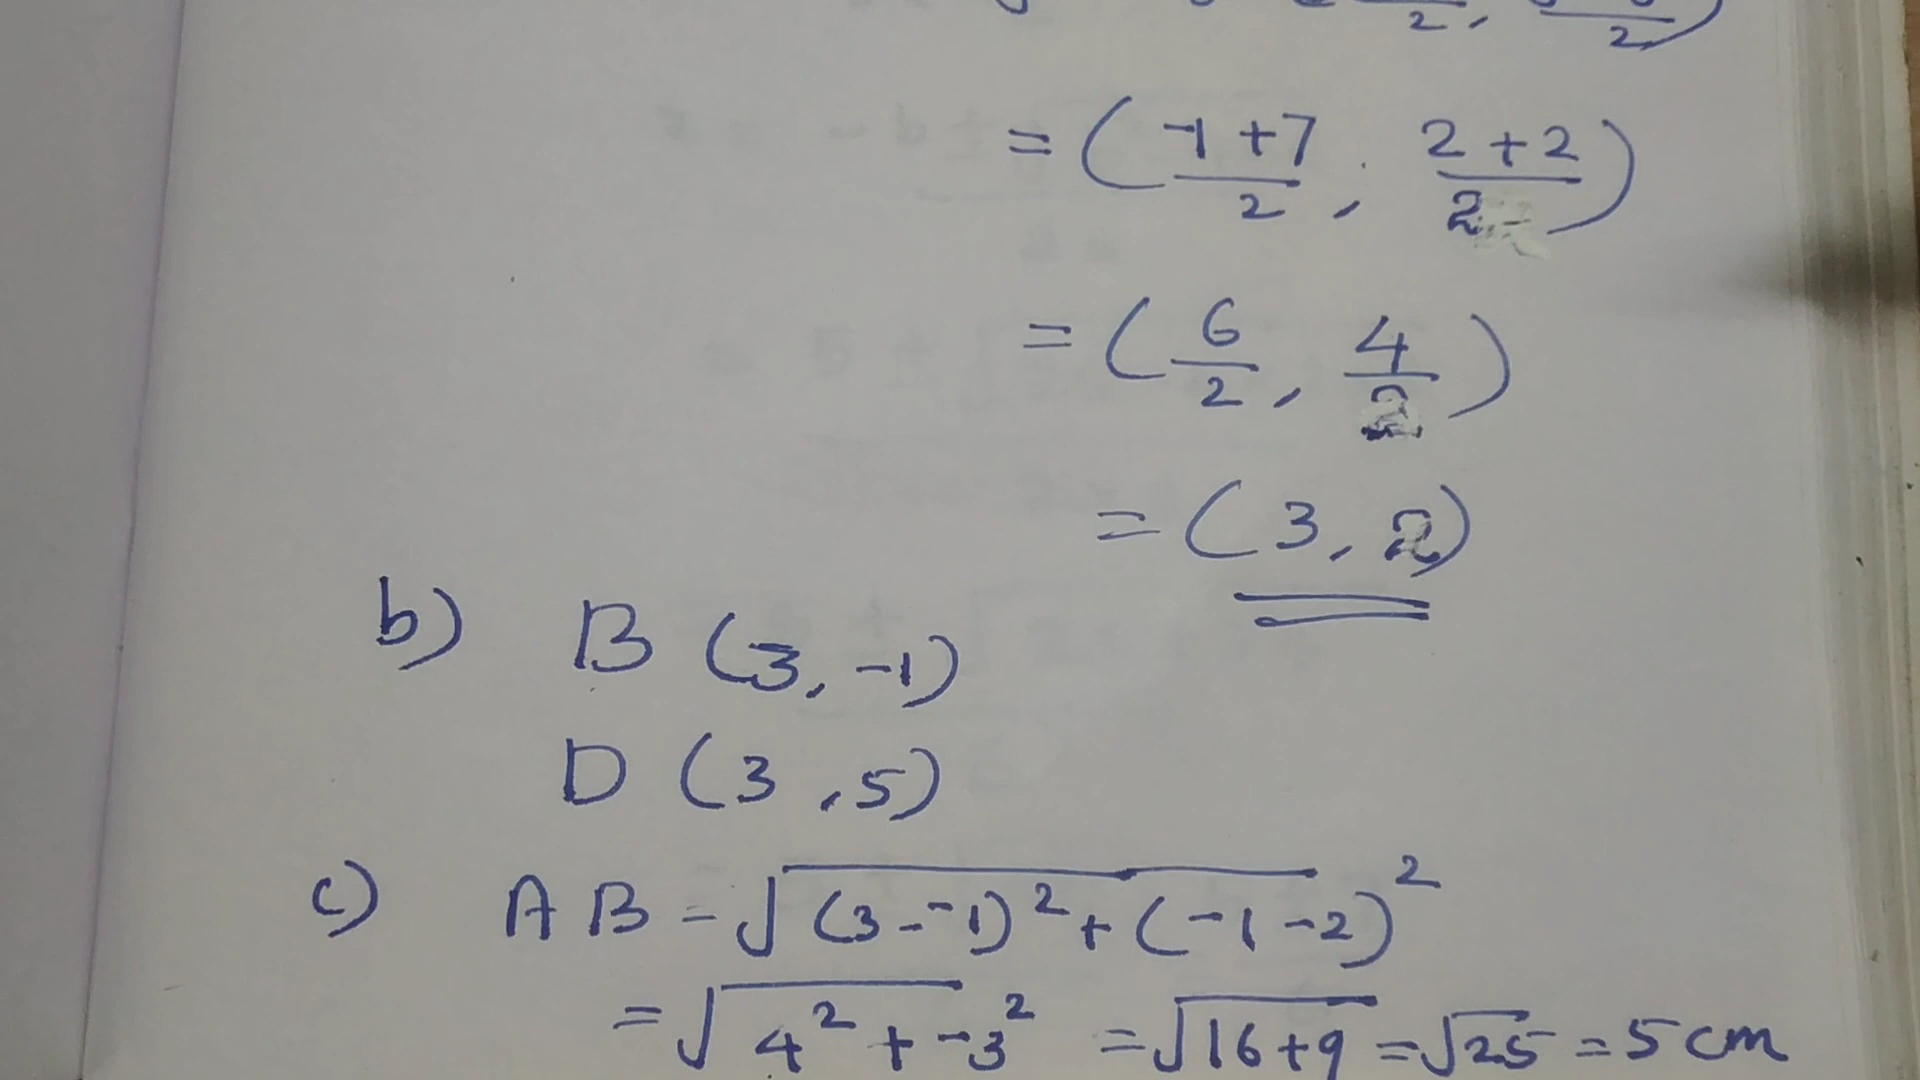 = (-1+7/2, 2+2/2)
= (6/2, 4/2)
= (3, 2)
b) B (3, -1)
D (3, 5)
c) AB = √(3--1)² + (-1-2)²
= √4² + -3² = √16+9 = √25 = 5 cm